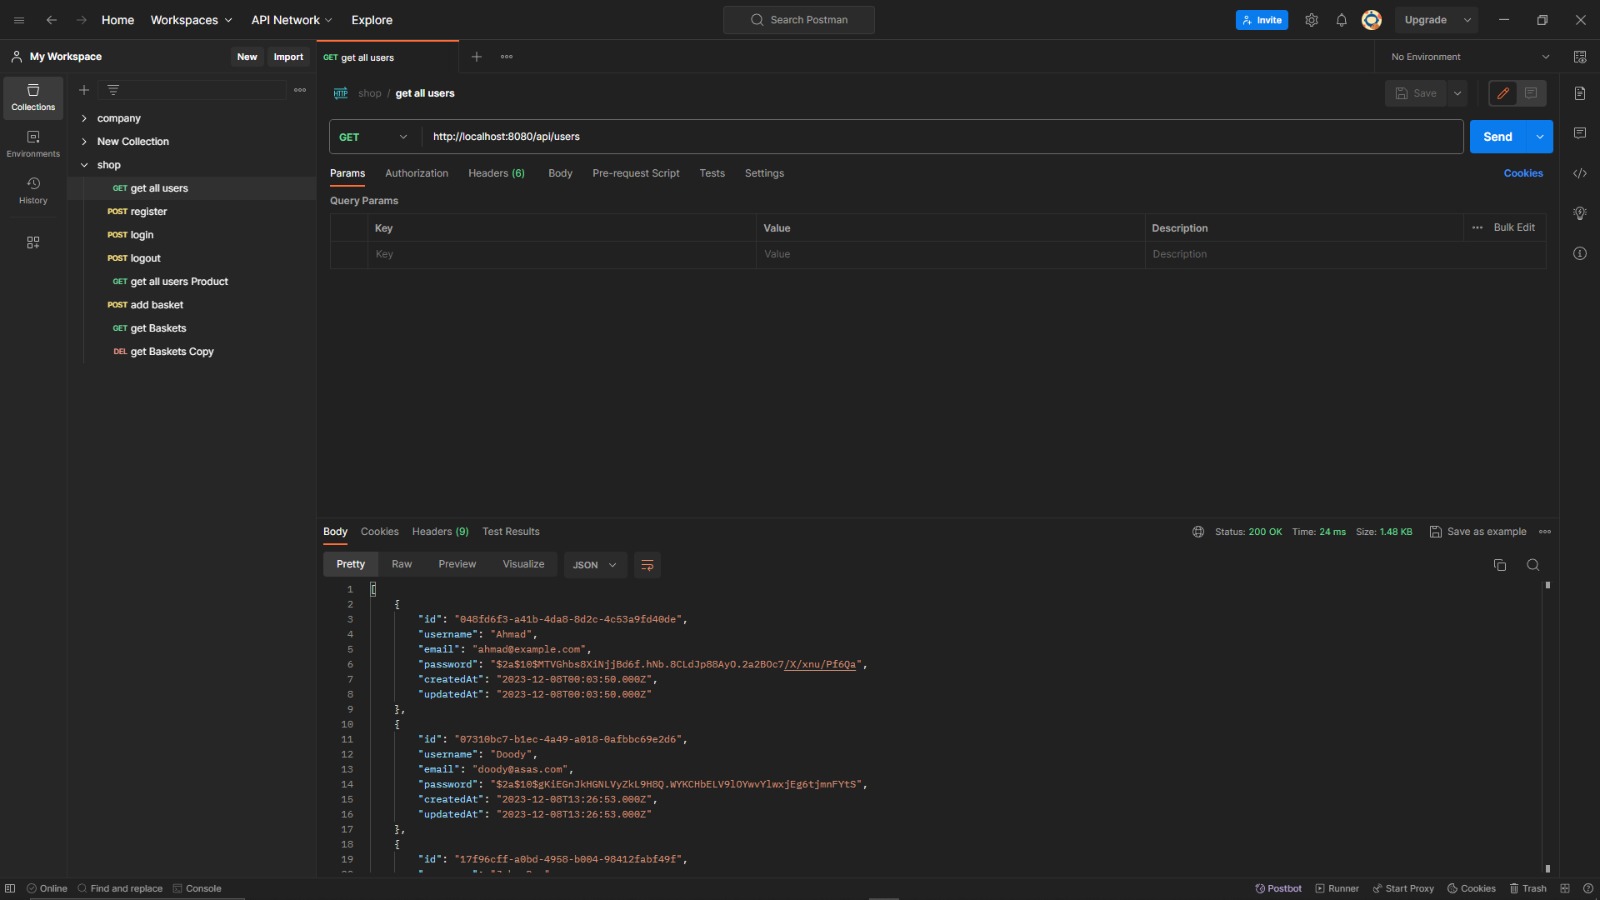 Home Workspaces API Network Explore Search Postman Invite Upgrade
My Workspace New Import GET get all users No Environment
Collections
Environments
History
company
New Collection
shop
GET get all users
POST register
POST login
POST logout
GET get all users Product
POST add basket
GET get Baskets
DEL get Baskets Copy
HTTP shop / get all users Save
GET http://localhost:8080/api/users Send
Params Authorization Headers (6) Body Pre-request Script Tests Settings Cookies
Query Params
Key Value Description Bulk Edit
Key Value Description
Body Cookies Headers (9) Test Results Status: 200 OK Time: 24 ms Size: 1.48 KB Save as example
Pretty Raw Preview Visualize JSON
1 [
2 {
3 "id": "048fd6f3-a41b-4da8-8d2c-4c53a9fd40de",
4 "username": "Ahmad",
5 "email": "ahmad@example.com",
6 "password": "$2a$10$MTVGhbs8XiNjjBd6f.hNb.8CLdJp88AyO.2a2BOc7/X/xnu/Pf6Qa",
7 "createdAt": "2023-12-08T00:03:50.000Z",
8 "updatedAt": "2023-12-08T00:03:50.000Z"
9 },
10 {
11 "id": "07310bc7-b1ec-4a49-a018-0afbbc69e2d6",
12 "username": "Doody",
13 "email": "doody@asas.com",
14 "password": "$2a$10$gKiEGnJkHGNLVyZkL9H8Q.WYKCHbELV9lOYwvYlwxjEg6tjmnFYtS",
15 "createdAt": "2023-12-08T13:26:53.000Z",
16 "updatedAt": "2023-12-08T13:26:53.000Z"
17 },
18 {
19 "id": "17f96cff-a0bd-4958-b004-98412fabf49f",
Online Find and replace Console Postbot Runner Start Proxy Cookies Trash